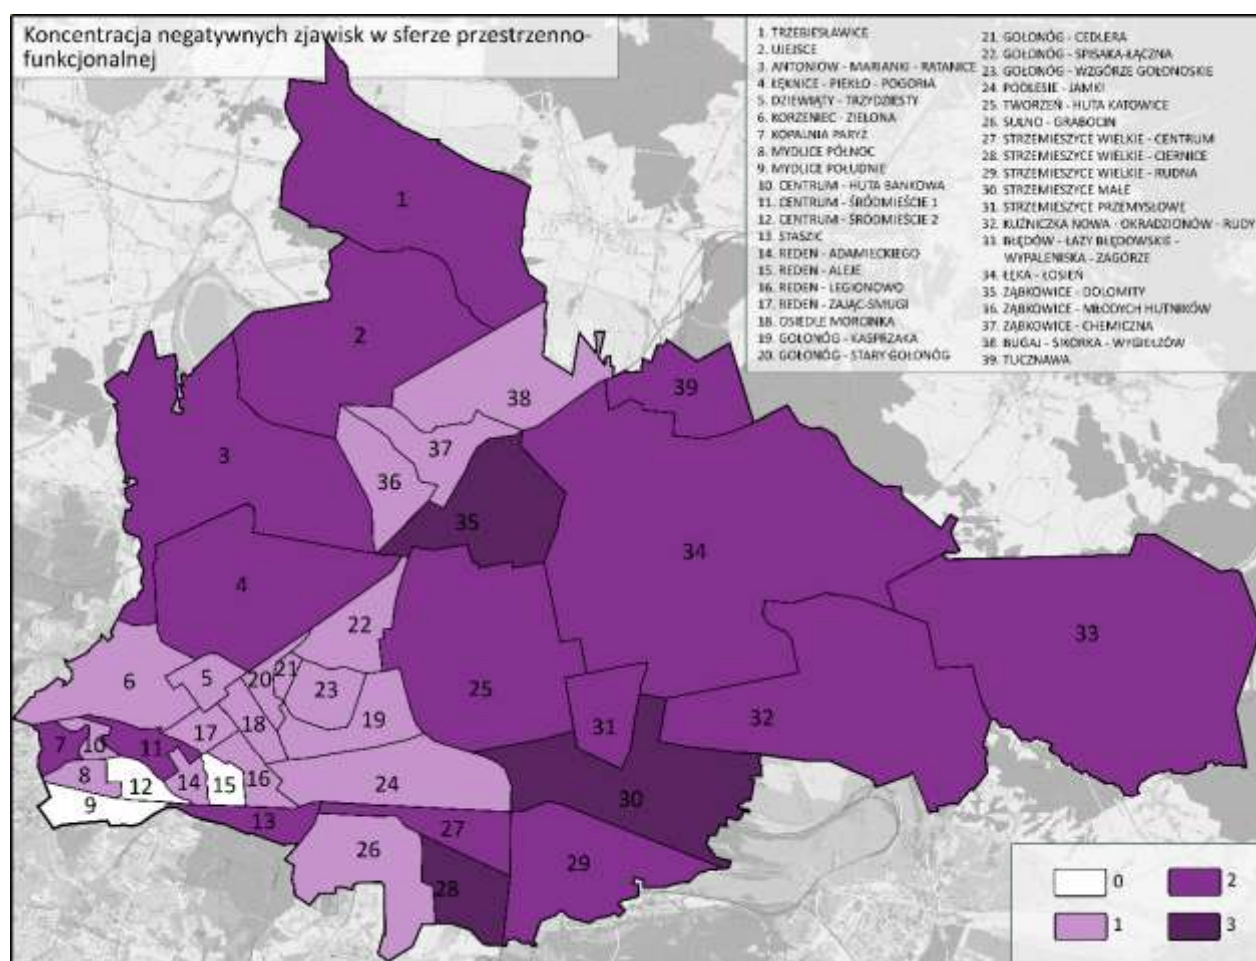 Koncentracja negatywnych zjawisk w sferze przestrzenno-
funkcjonalnej
1. TRZEBIESŁAWICE
2. UJEJSCE
3. ANTONIÓW - MARIANKI - RATANICE
4. ŁĘKNICE - PIEKŁO - POGORIA
5. DZIEWIĄTY - TRZYDZIESTY
6. KORZENIEC - ZIELONA
7. KOPALNIA PARYŻ
8. MYDLICE PÓŁNOC
9. MYDLICE POŁUDNIE
10. CENTRUM - HUTA BANKOWA
11. CENTRUM - ŚRÓDMIEŚCIE 1
12. CENTRUM - ŚRÓDMIEŚCIE 2
13. STASZIC
14. REDEN - ADAMIECKIEGO
15. REDEN - ALEJE
16. REDEN - LEGIONOWO
17. REDEN - ZAJĄC-SMUGI
18. OSIEDLE MORCINKA
19. GOŁONÓG - KASPRZAKA
20. GOŁONÓG - STARY GOŁONÓG
21. GOŁONÓG - CEDLERA
22. GOŁONÓG - SPISAKA-ŁĄCZNA
23. GOŁONÓG - WZGÓRZE GOŁONOSKIE
24. PODLESIE - JAMKI
25. TWORZEŃ - HUTA KATOWICE
26. SULNO - GRABOCIN
27. STRZEMIESZYCE WIELKIE - CENTRUM
28. STRZEMIESZYCE WIELKIE - CIERNICE
29. STRZEMIESZYCE WIELKIE - RUDNA
30. STRZEMIESZYCE MAŁE
31. STRZEMIESZYCE PRZEMYSŁOWE
32. KUŹNICZKA NOWA - OKRADZIONÓW - RUDY
33. BŁĘDÓW - ŁAZY BŁĘDOWSKIE -
WYPALENISKA - ZAGÓRZE
34. ŁĘKA - ŁOSIEŃ
35. ZĄBKOWICE - DOLOMITY
36. ZĄBKOWICE - MŁODYCH HUTNIKÓW
37. ZĄBKOWICE - CHEMICZNA
38. BUGAJ - SIKORKA - WYGIEŁZÓW
39. TUCZNAWA
1
2
39
38
3
37
36
35
34
4
22
33
6
5
20
21
23
25
17
18
19
31
32
7
10
11
8
12
14
15
16
24
9
30
13
27
26
29
28
0
2
1
3